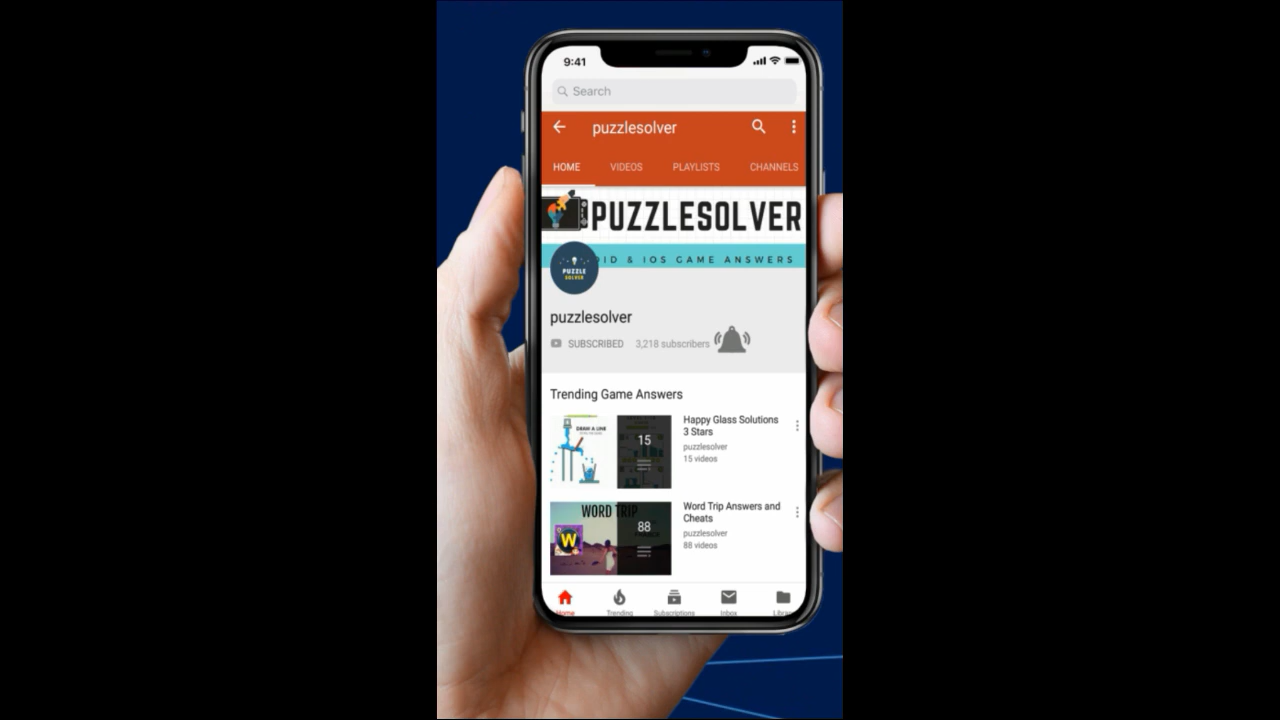 9:41
Search
puzzlesolver
HOME VIDEOS PLAYLISTS CHANNELS
PUZZLESOLVER
OID & IOS GAME ANSWERS
PUZZLE
SOLVER
puzzlesolver
SUBSCRIBED 3,218 subscribers
Trending Game Answers
DRAW A LINE
15
Happy Glass Solutions
3 Stars
puzzlesolver
15 videos
WORD TRIP
W
88
Word Trip Answers and
Cheats
puzzlesolver
88 videos
Home Trending Subscriptions Inbox